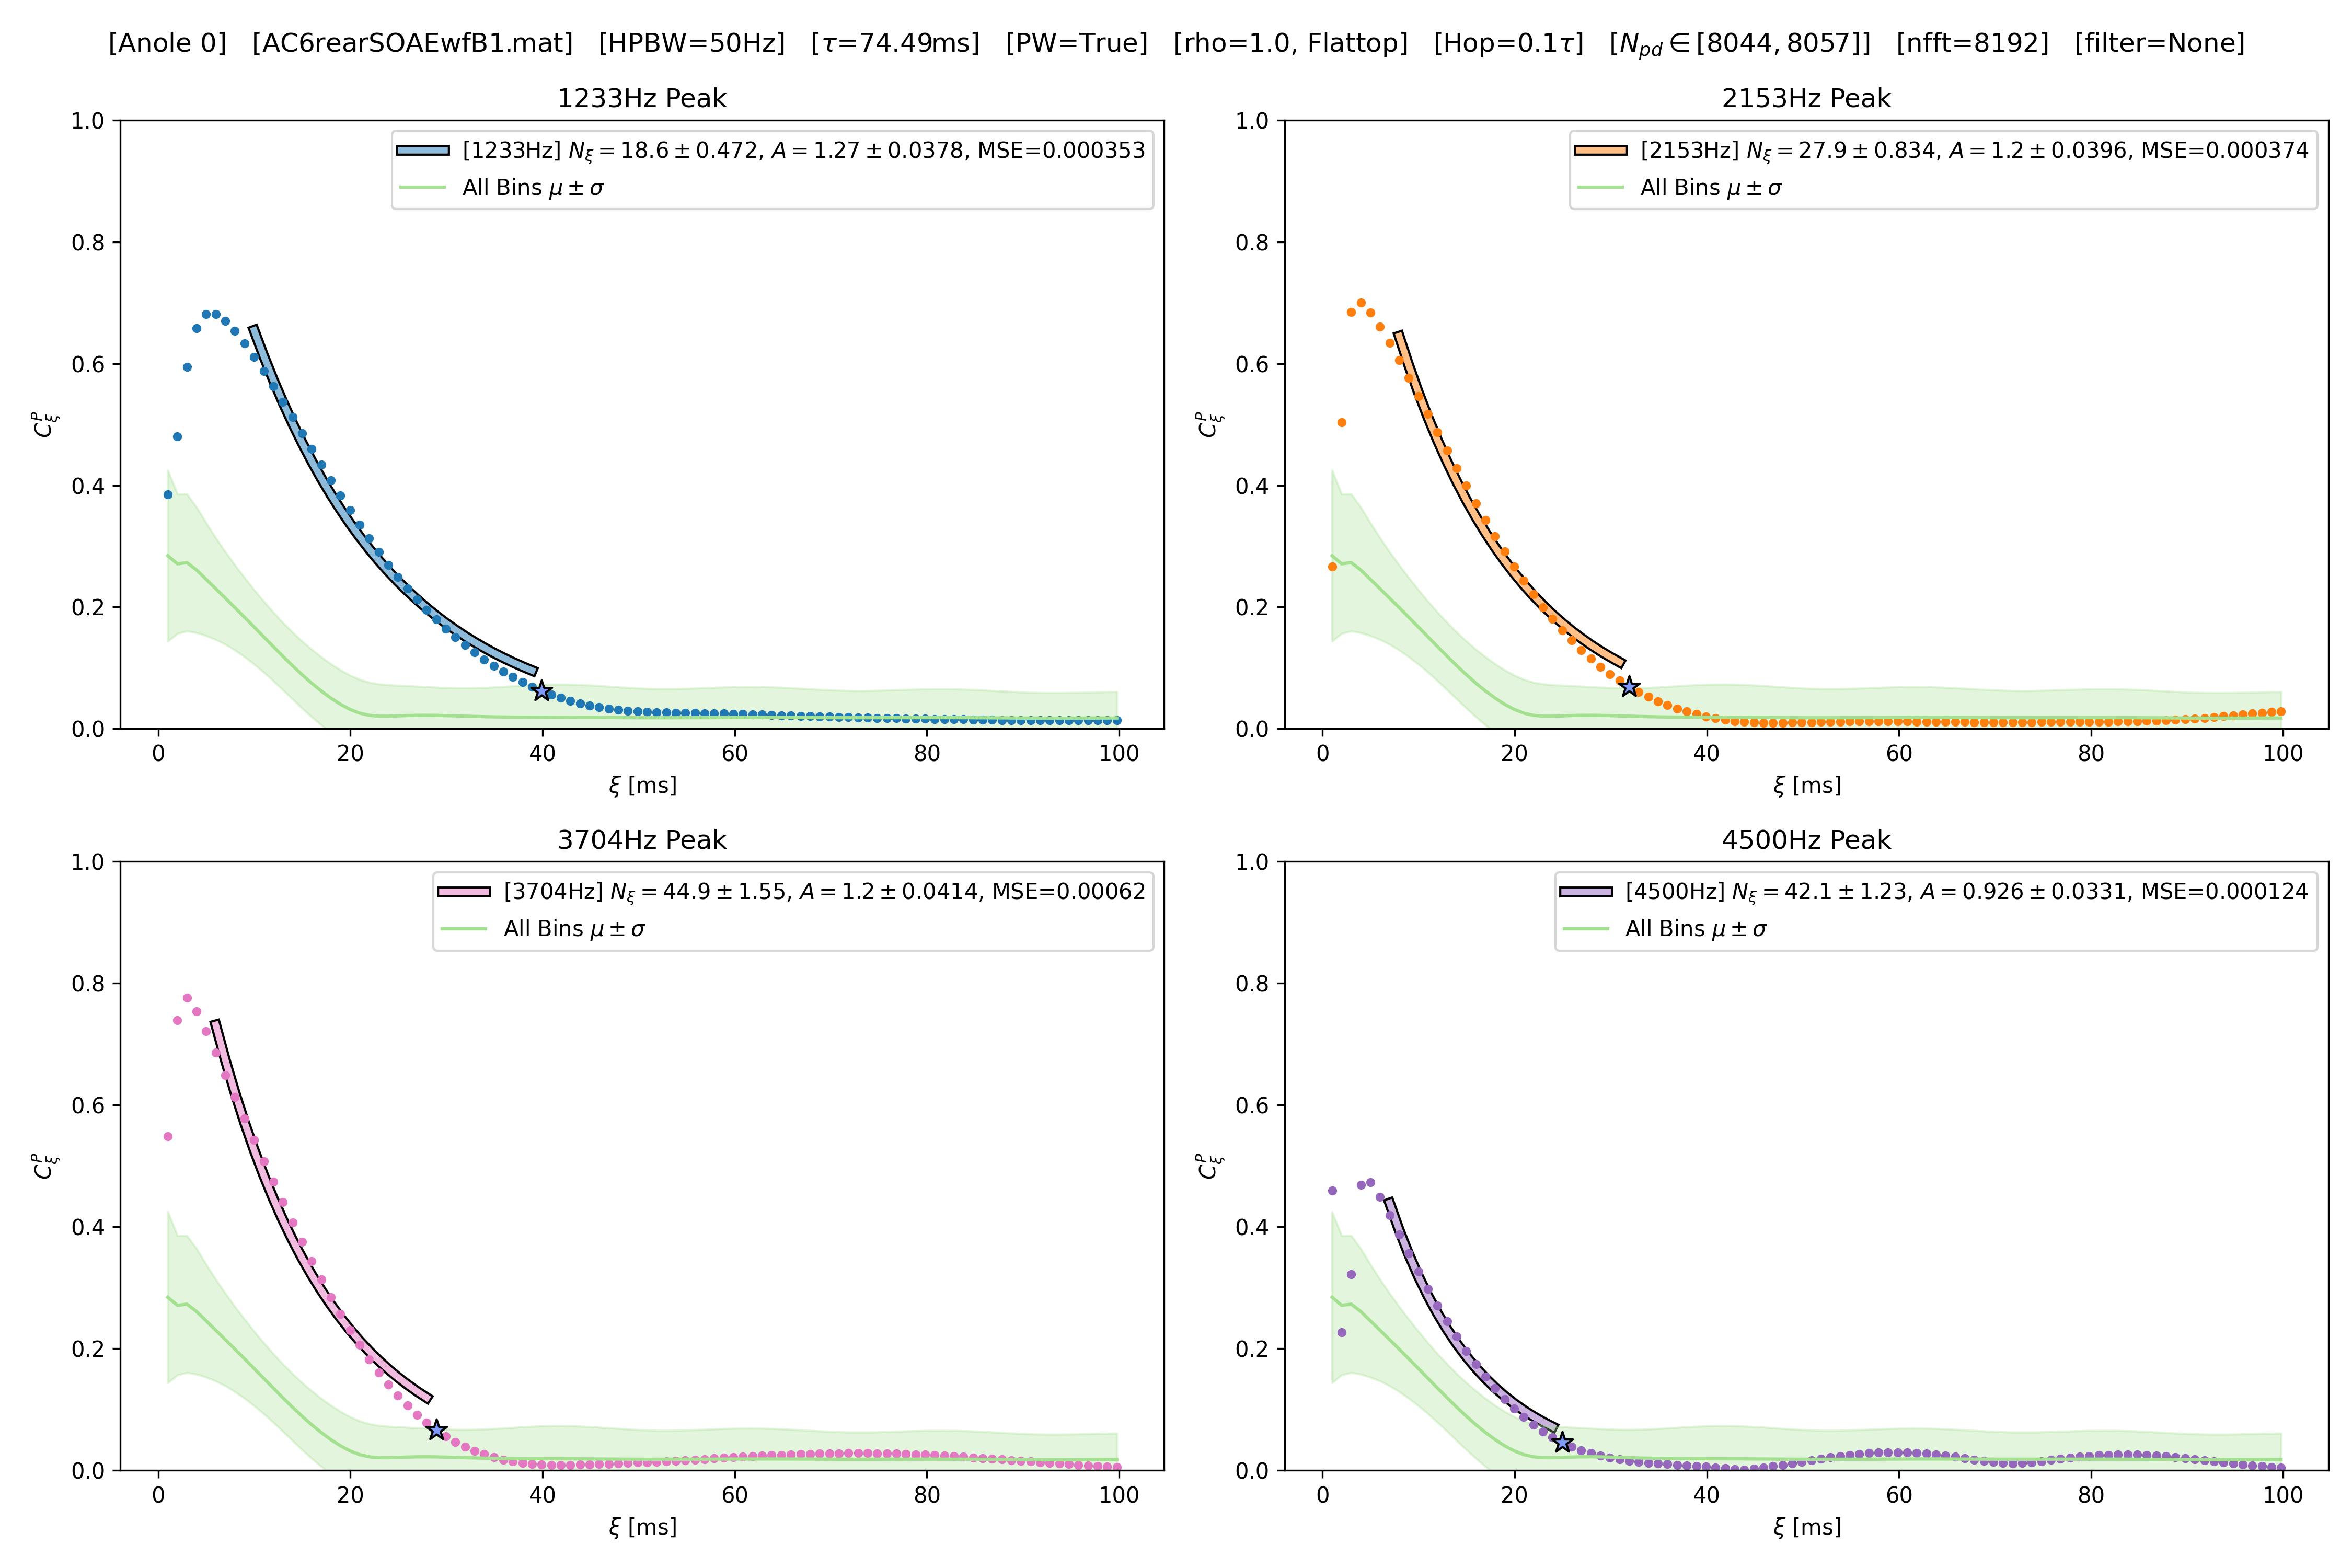 [Anole 0] [AC6rearSOAEwfB1.mat] [HPBW=50Hz] [τ=74.49ms] [PW=True] [rho=1.0, Flattop] [Hop=0.1τ] [N_pd ∈ [8044, 8057]] [nfft=8192] [filter=None]
1233Hz Peak
[1233Hz] N_ξ = 18.6 ± 0.472, A = 1.27 ± 0.0378, MSE=0.000353
All Bins μ ± σ
1.0
0.8
0.6
0.4
0.2
0.0
C_ξ^P
0 20 40 60 80 100
ξ [ms]
2153Hz Peak
[2153Hz] N_ξ = 27.9 ± 0.834, A = 1.2 ± 0.0396, MSE=0.000374
All Bins μ ± σ
1.0
0.8
0.6
0.4
0.2
0.0
C_ξ^P
0 20 40 60 80 100
ξ [ms]
3704Hz Peak
[3704Hz] N_ξ = 44.9 ± 1.55, A = 1.2 ± 0.0414, MSE=0.00062
All Bins μ ± σ
1.0
0.8
0.6
0.4
0.2
0.0
C_ξ^P
0 20 40 60 80 100
ξ [ms]
4500Hz Peak
[4500Hz] N_ξ = 42.1 ± 1.23, A = 0.926 ± 0.0331, MSE=0.000124
All Bins μ ± σ
1.0
0.8
0.6
0.4
0.2
0.0
C_ξ^P
0 20 40 60 80 100
ξ [ms]